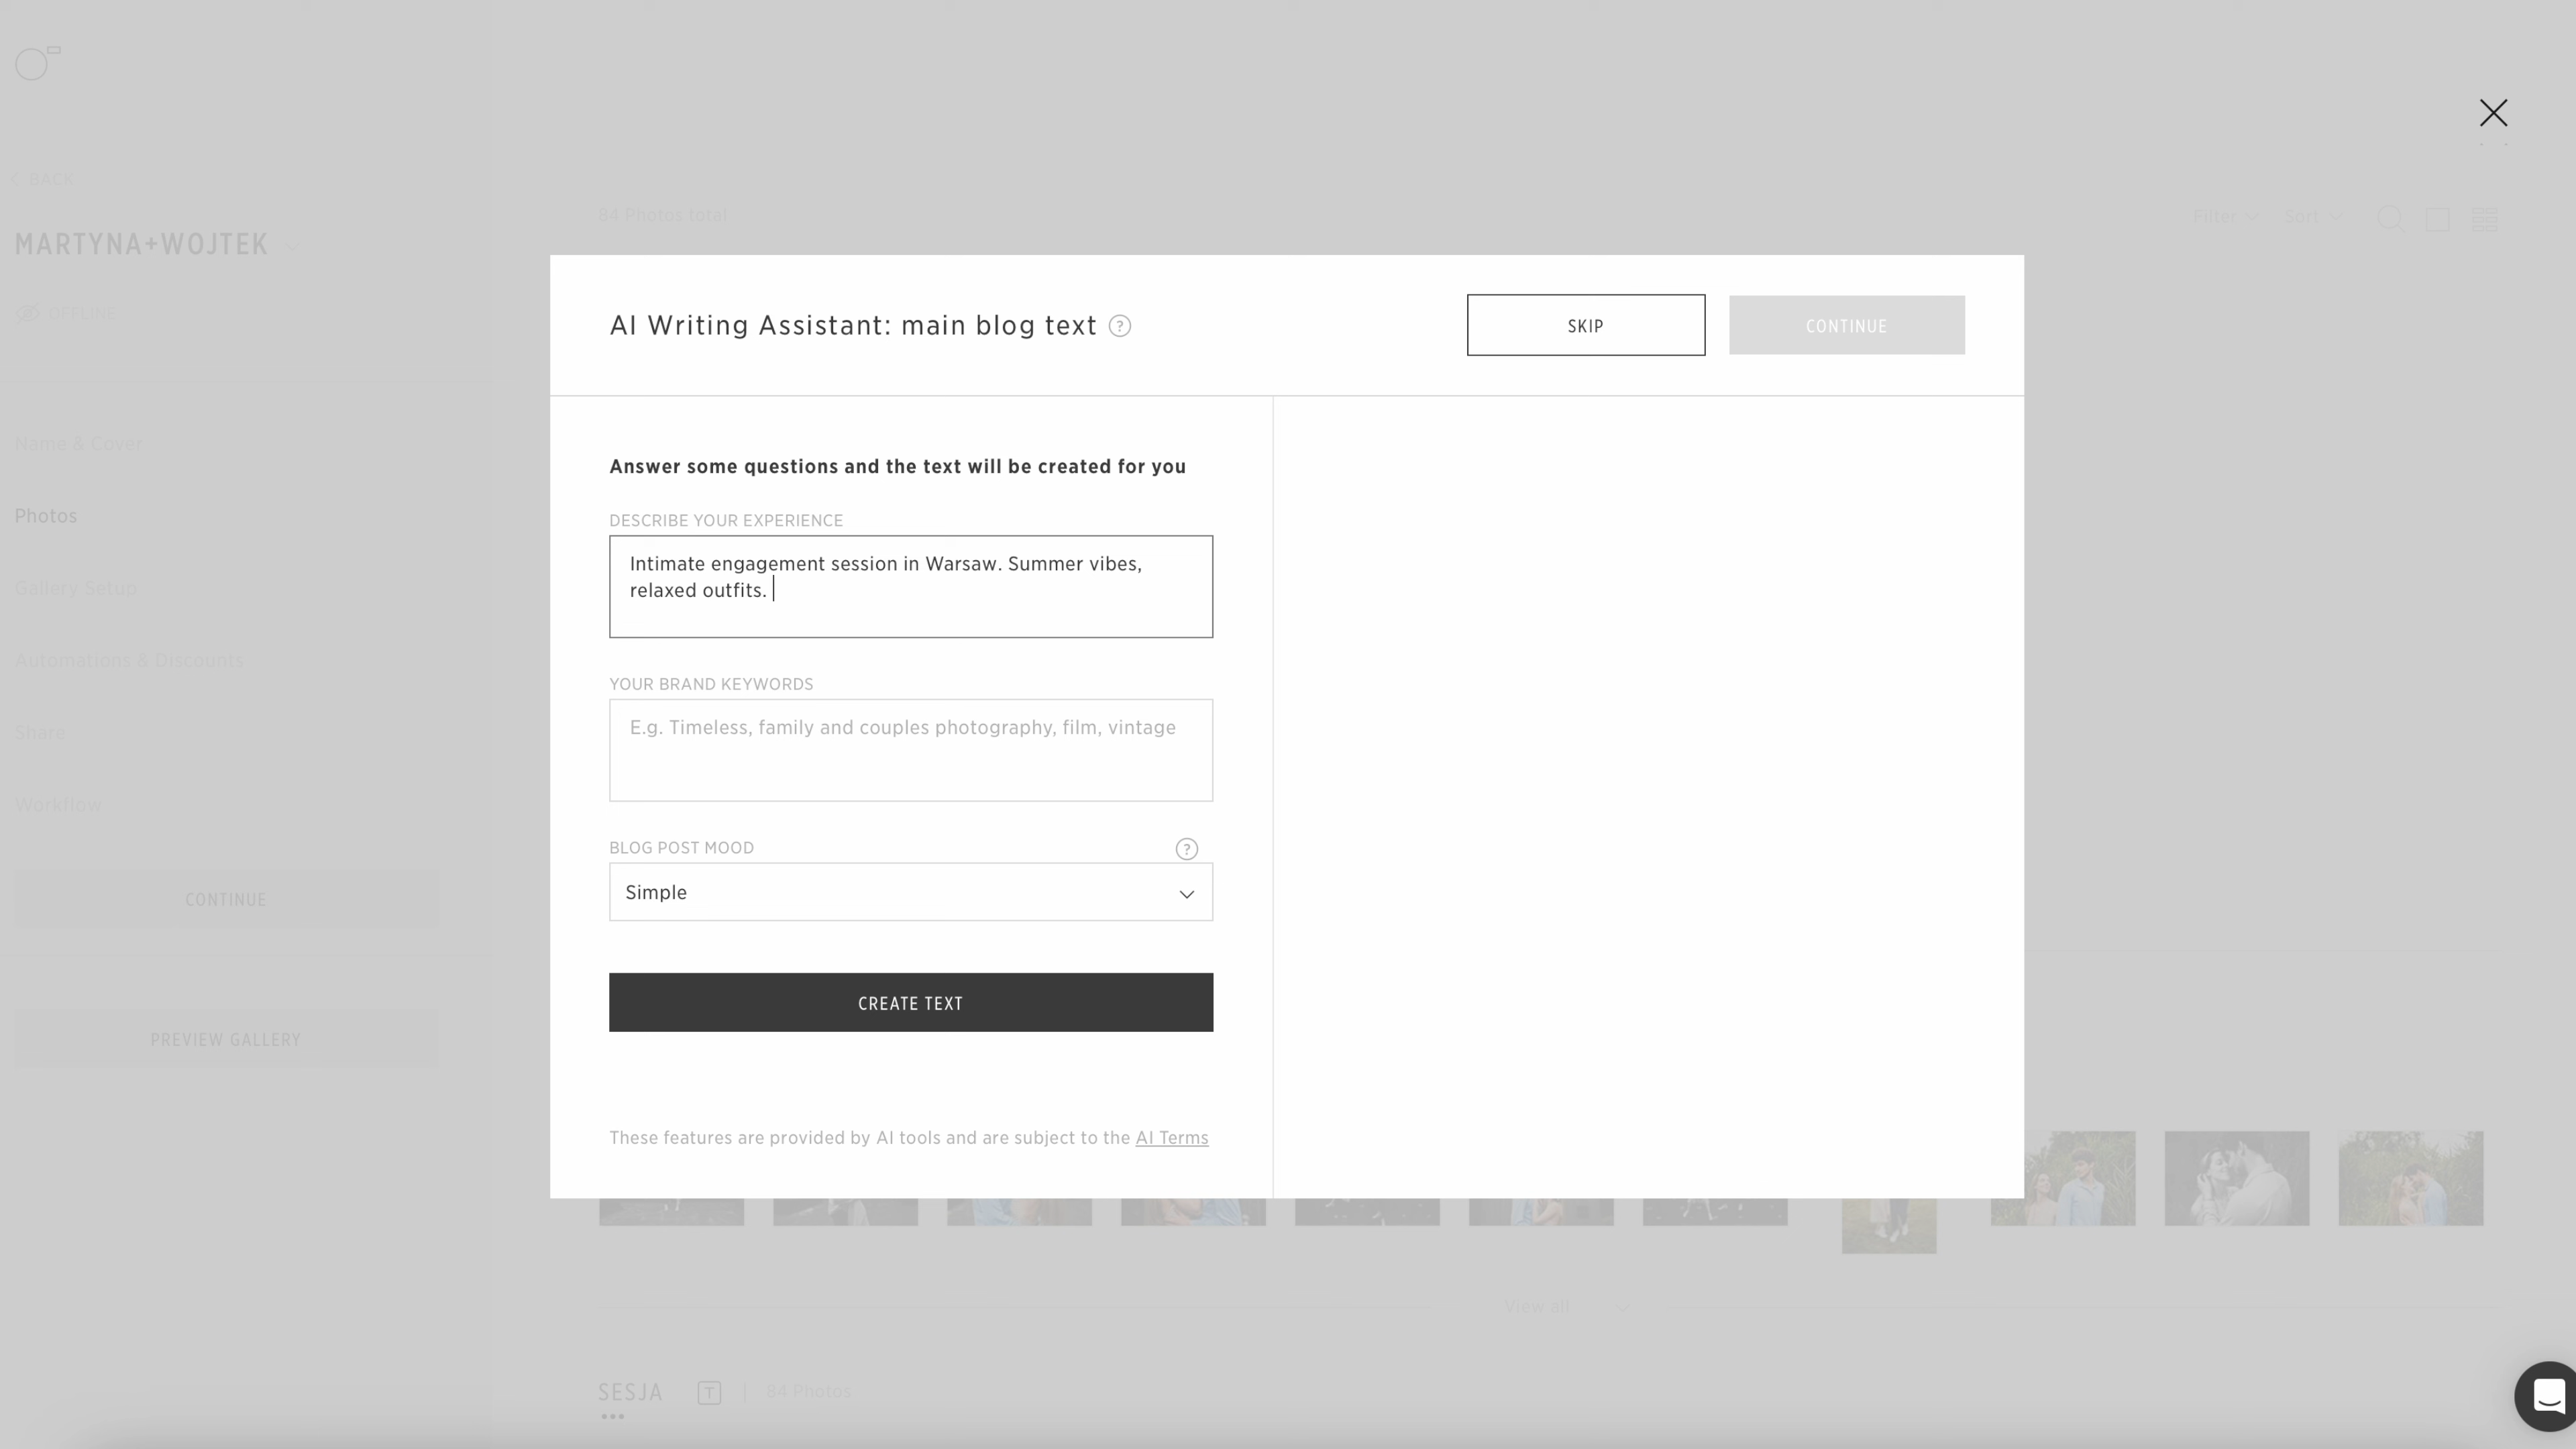 BACK
MARTYNA+WOJTEK
OFFLINE
Name & Cover
Photos
Gallery Setup
Automations & Discounts
Share
Workflow
CONTINUE
PREVIEW GALLERY
84 Photos total
Filter
Sort
AI Writing Assistant: main blog text ?
SKIP
CONTINUE
Answer some questions and the text will be created for you
DESCRIBE YOUR EXPERIENCE
Intimate engagement session in Warsaw. Summer vibes,
relaxed outfits.
YOUR BRAND KEYWORDS
E.g. Timeless, family and couples photography, film, vintage
BLOG POST MOOD ?
Simple
CREATE TEXT
These features are provided by AI tools and are subject to the AI Terms
View all
SESJA T | 84 Photos